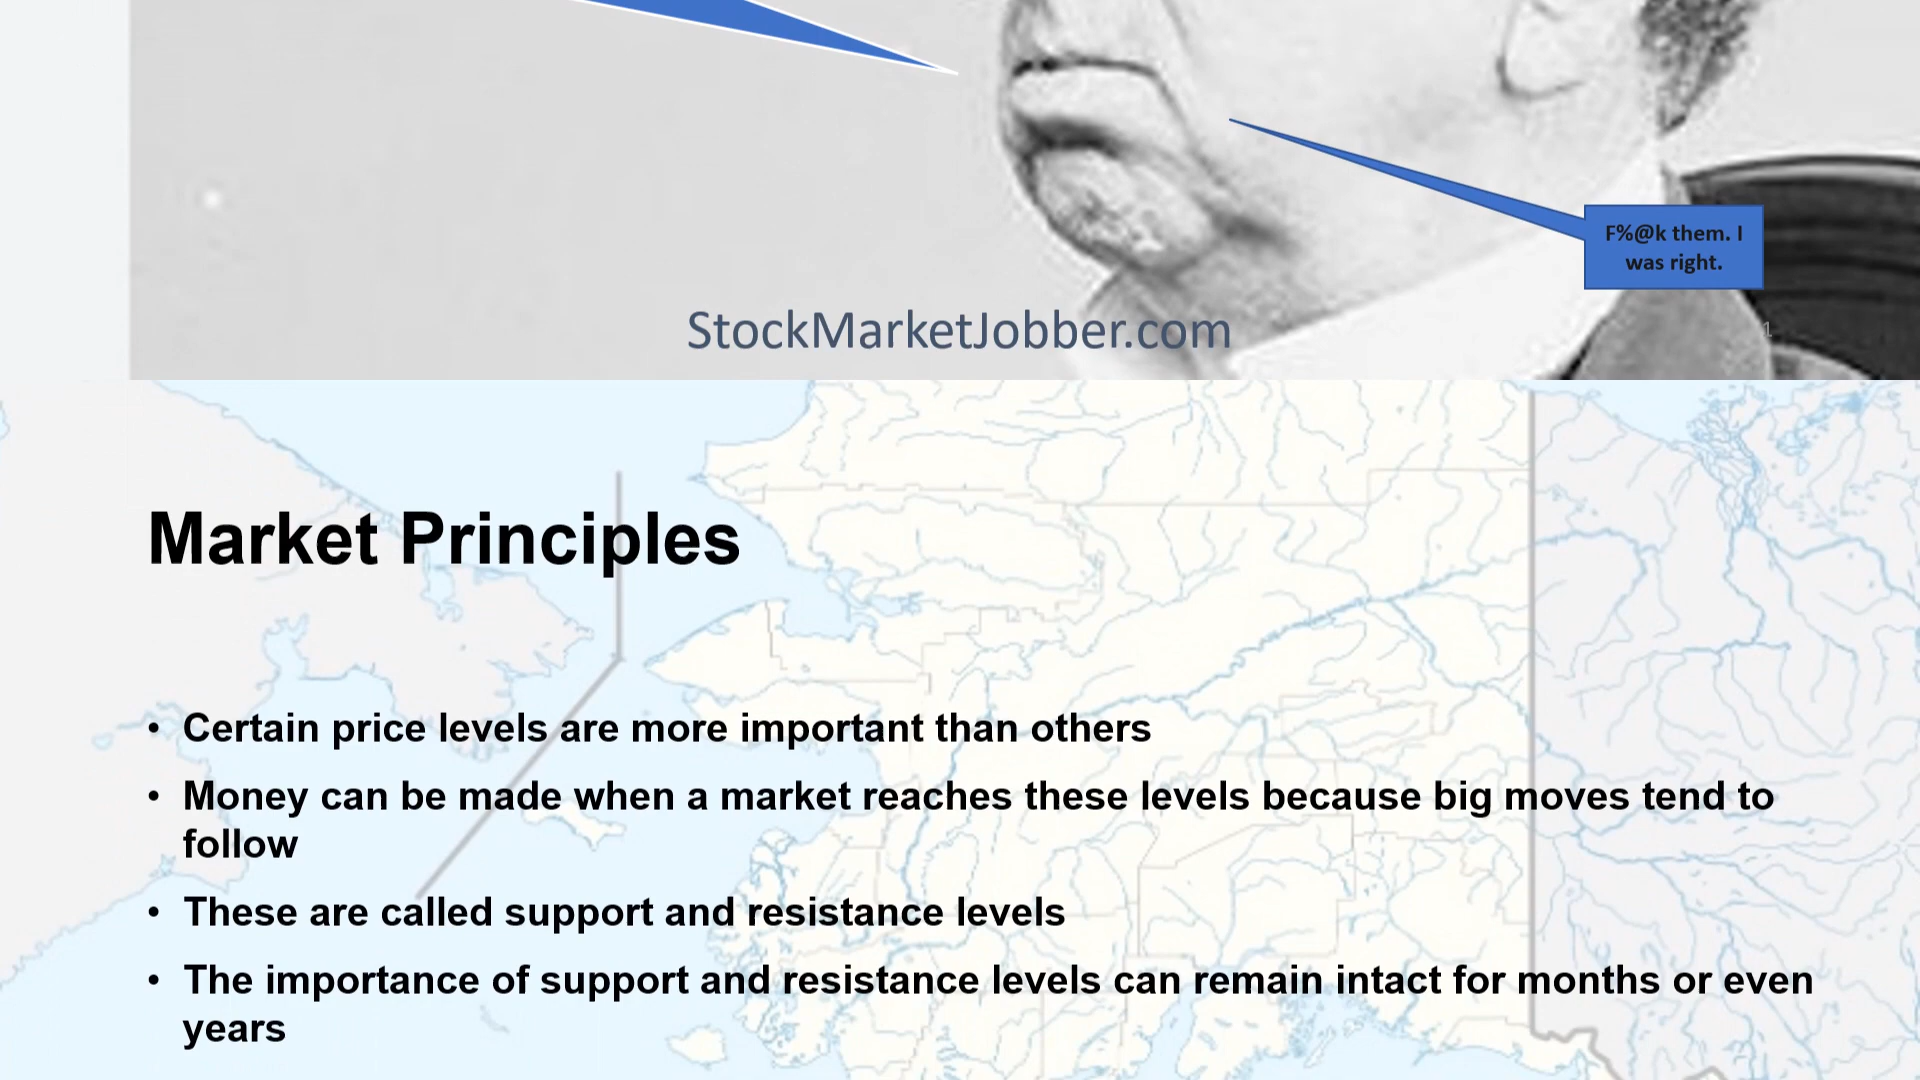 F%@k them. I
was right.
StockMarketJobber.com
1
Market Principles
• Certain price levels are more important than others
• Money can be made when a market reaches these levels because big moves tend to
follow
• These are called support and resistance levels
• The importance of support and resistance levels can remain intact for months or even
years